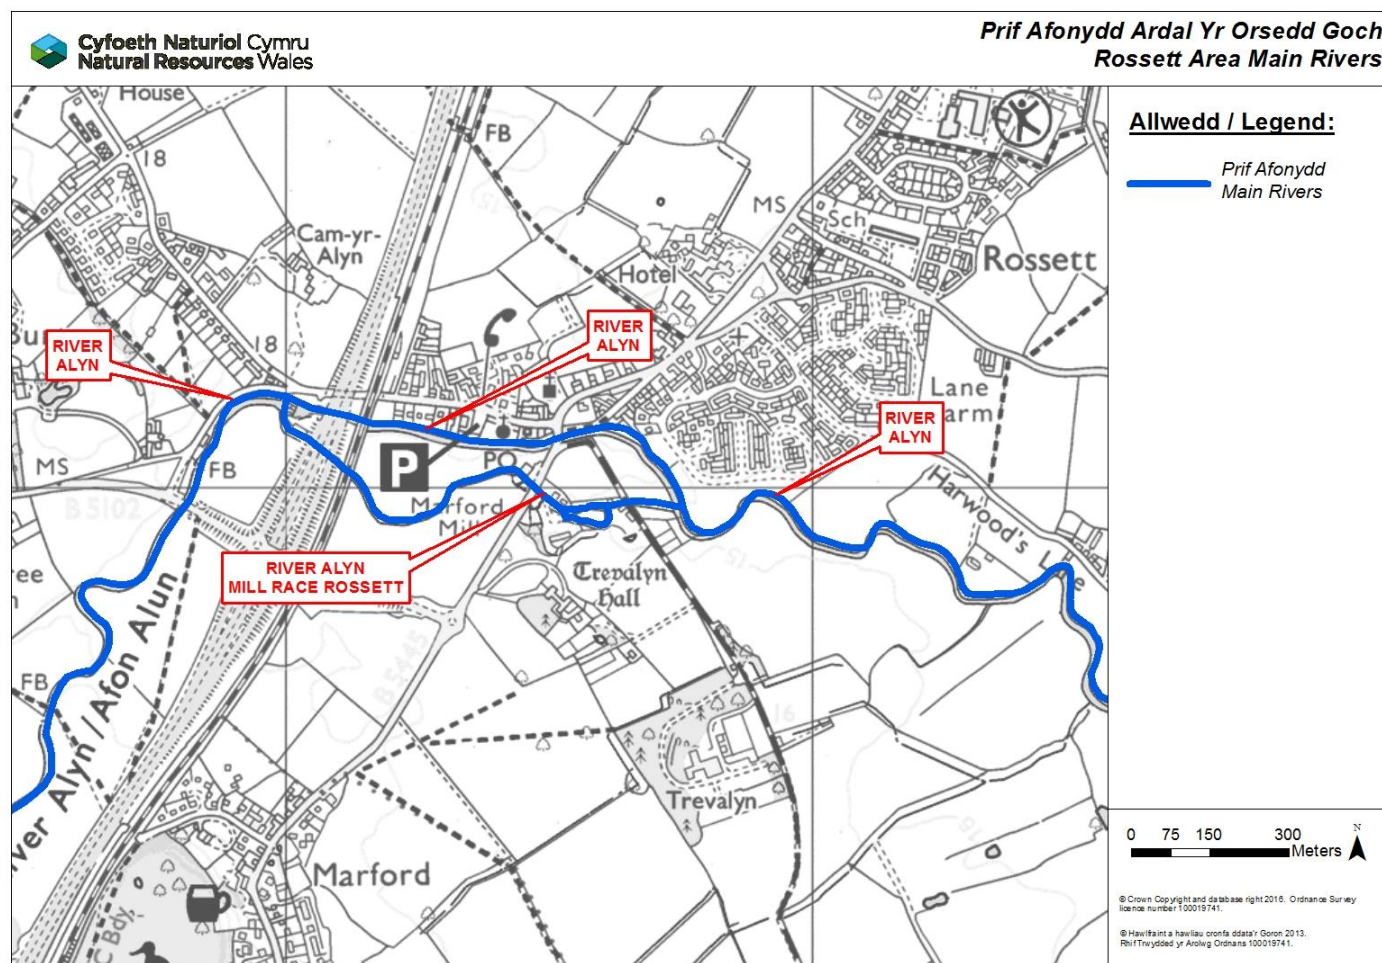 Cyfoeth Naturiol Cymru
Natural Resources Wales
Prif Afonydd Ardal Yr Orsedd Goch
Rossett Area Main Rivers
Allwedd / Legend:
Prif Afonydd
Main Rivers
House
18
FB
Cam-yr-
Alyn
MS
Sch
Hotel
Rossett
RIVER
ALYN
18
RIVER
ALYN
RIVER
ALYN
Lane
MS
FB
B 5102
P
PO
Marford
Mill
Harwood's
15
15
RIVER ALYN
MILL RACE ROSSETT
Trevalyn
Hall
B 5445
FB
River Alyn / Afon Alun
16
Trevalyn
15
Marford
0 75 150 300
Meters
N
© Crown Copyright and database right 2016. Ordnance Survey
licence number 100019741.
© Hawlfraint a hawliau cronfa ddata'r Goron 2013.
Rhif Trwydded yr Arolwg Ordnans 100019741.